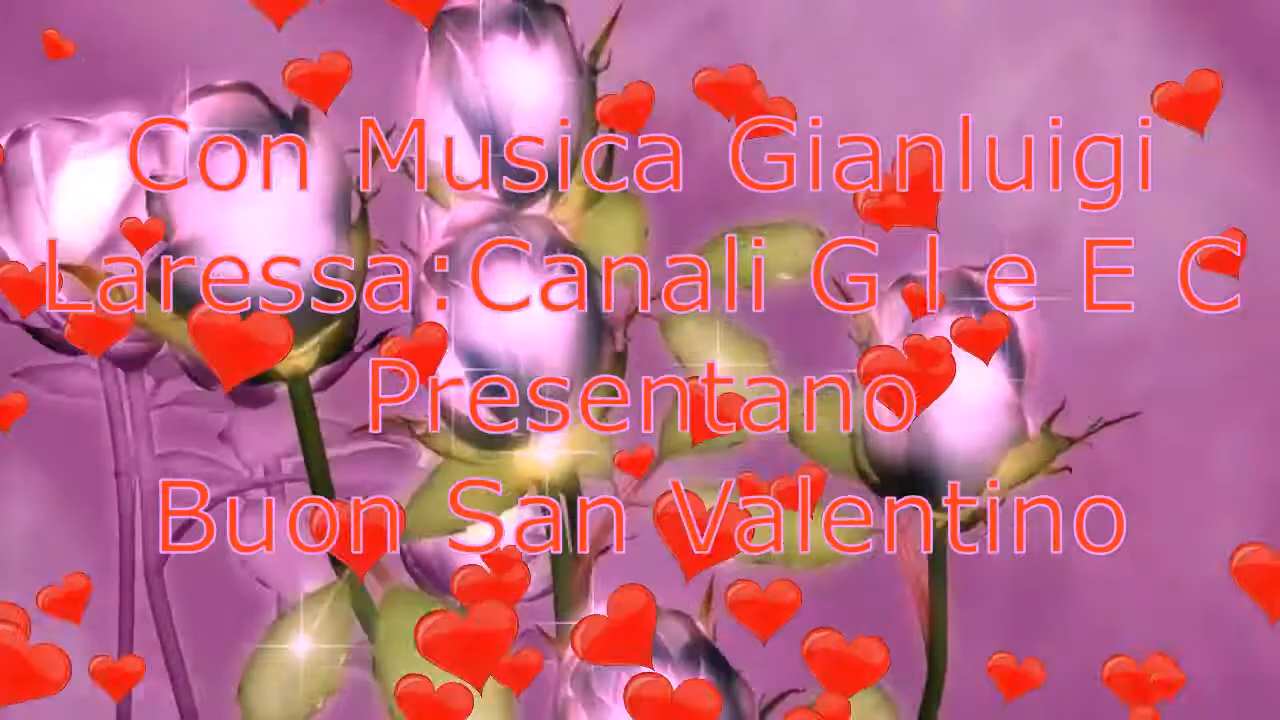 Con Musica Gianluigi
Laressa:Canali G l e E C
Presentano
Buon San Valentino